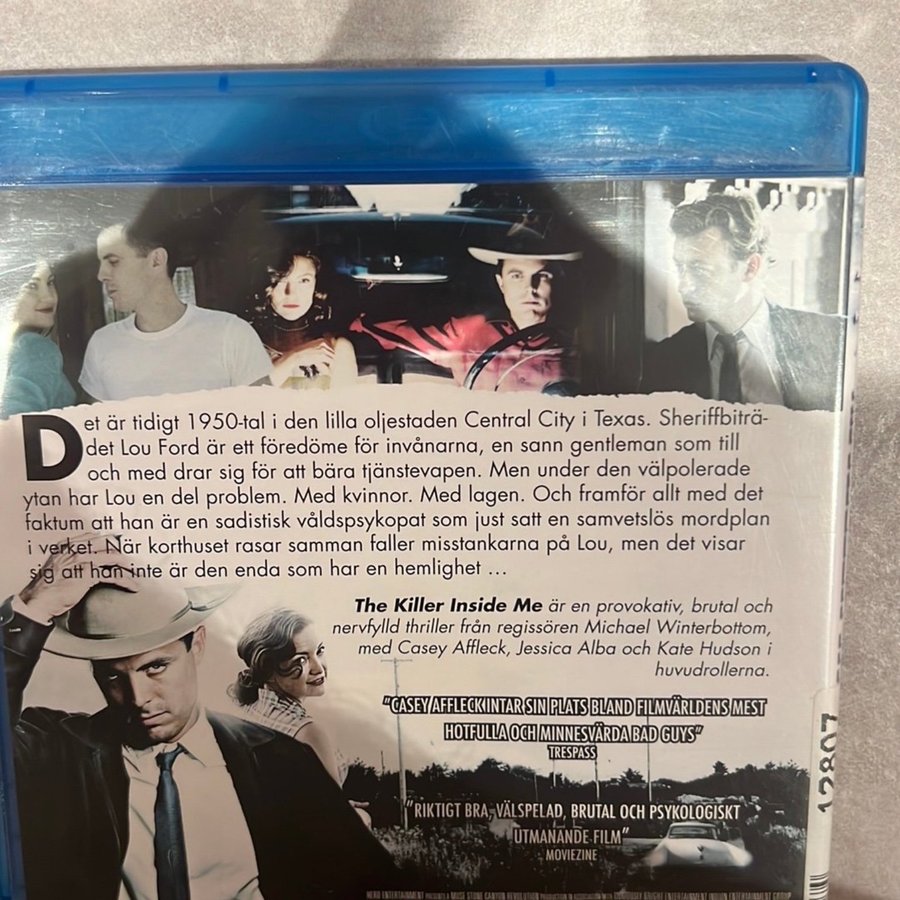 Det är tidigt 1950-tal i den lilla oljestaden Central City i Texas. Sheriffbiträ-
det Lou Ford är ett föredöme för invånarna, en sann gentleman som till
och med drar sig för att bära tjänstevapen. Men under den välpolerade
ytan har Lou en del problem. Med kvinnor. Med lagen. Och framför allt med det
faktum att han är en sadistisk våldspsykopat som just satt en samvetslös mordplan
i verket. När korthuset rasar samman faller misstankarna på Lou, men det visar
sig att han inte är den enda som har en hemlighet ...
The Killer Inside Me är en provokativ, brutal och
nervfylld thriller från regissören Michael Winterbottom,
med Casey Affleck, Jessica Alba och Kate Hudson i
huvudrollerna.
"CASEY AFFLECK INTAR SIN PLATS BLAND FILMVÄRLDENS MEST
HOTFULLA OCH MINNESVÄRDA BAD GUYS"
TRESPASS
"RIKTIGT BRA, VÄLSPELAD, BRUTAL OCH PSYKOLOGISKT
UTMANANDE FILM"
MOVIEZINE
12807